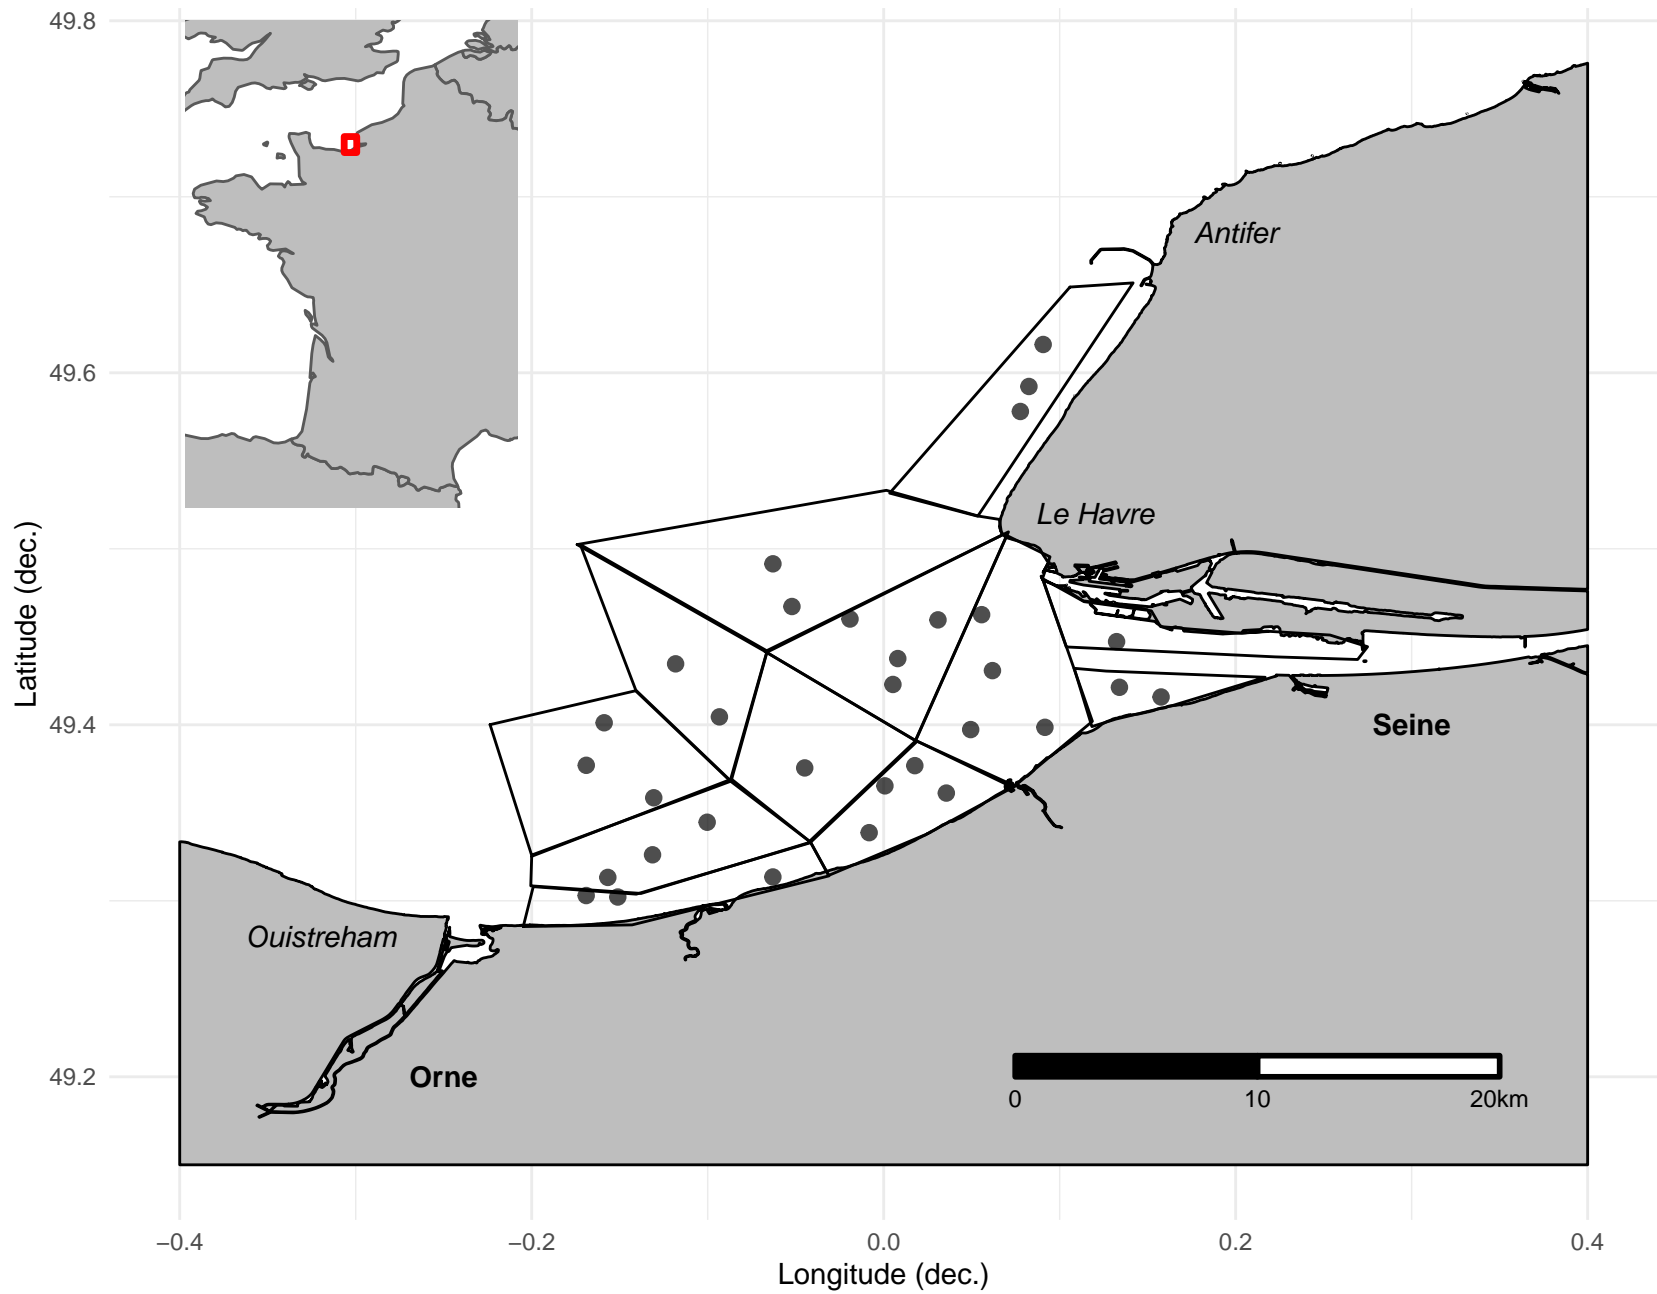 49.8
Antifer
49.6
Le Havre
Latitude (dec.)
49.4
Seine
Ouistreham
49.2
Orne
0
10
20km
−0.4
−0.2
0.0
0.2
0.4
Longitude (dec.)